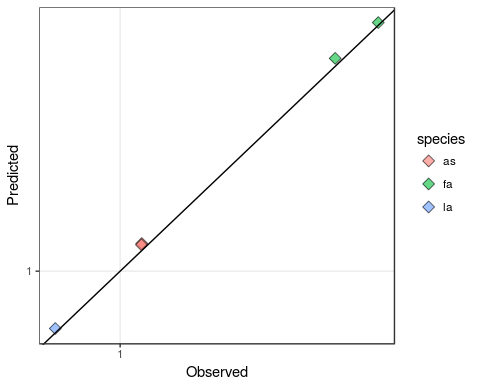 Predicted
1
1
Observed
species
as
fa
la